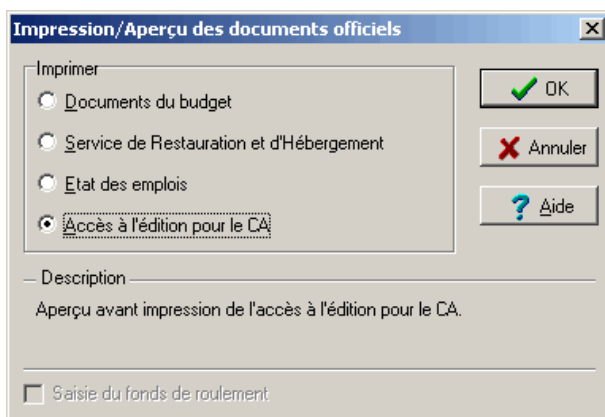 Impression/Aperçu des documents officiels
Imprimer
Documents du budget
Service de Restauration et d'Hébergement
Etat des emplois
Accès à l'édition pour le CA
OK
Annuler
Aide
Description
Aperçu avant impression de l'accès à l'édition pour le CA.
Saisie du fonds de roulement